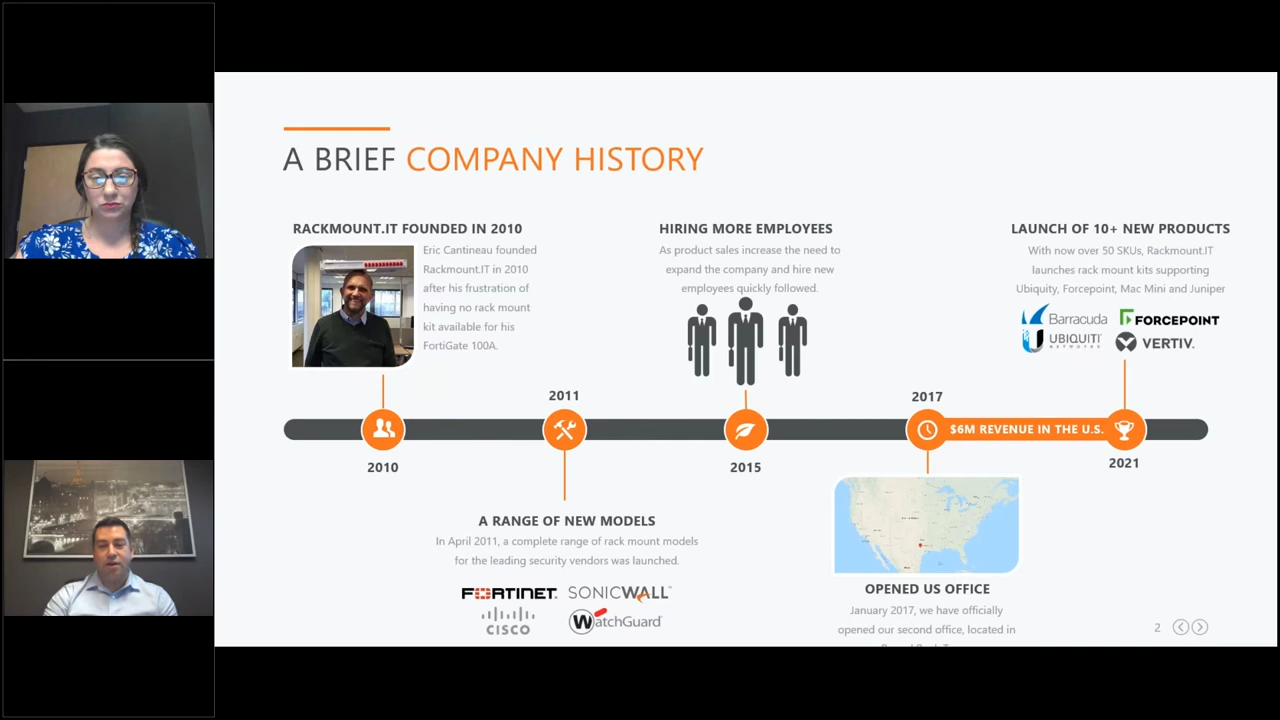 A BRIEF COMPANY HISTORY
RACKMOUNT.IT FOUNDED IN 2010
Eric Cantineau founded
Rackmount.IT in 2010
after his frustration of
having no rack mount
kit available for his
FortiGate 100A.
HIRING MORE EMPLOYEES
As product sales increase the need to
expand the company and hire new
employees quickly followed.
LAUNCH OF 10+ NEW PRODUCTS
With now over 50 SKUs, Rackmount.IT
launches rack mount kits supporting
Ubiquity, Forcepoint, Mac Mini and Juniper
Barracuda
FORCEPOINT
UBIQUITI
NETWORKS
VERTIV.
2010
2011
2015
2017
$6M REVENUE IN THE U.S.
2021
A RANGE OF NEW MODELS
In April 2011, a complete range of rack mount models
for the leading security vendors was launched.
FORTINET
SONICWALL
CISCO
WatchGuard
OPENED US OFFICE
January 2017, we have officially
opened our second office, located in
2